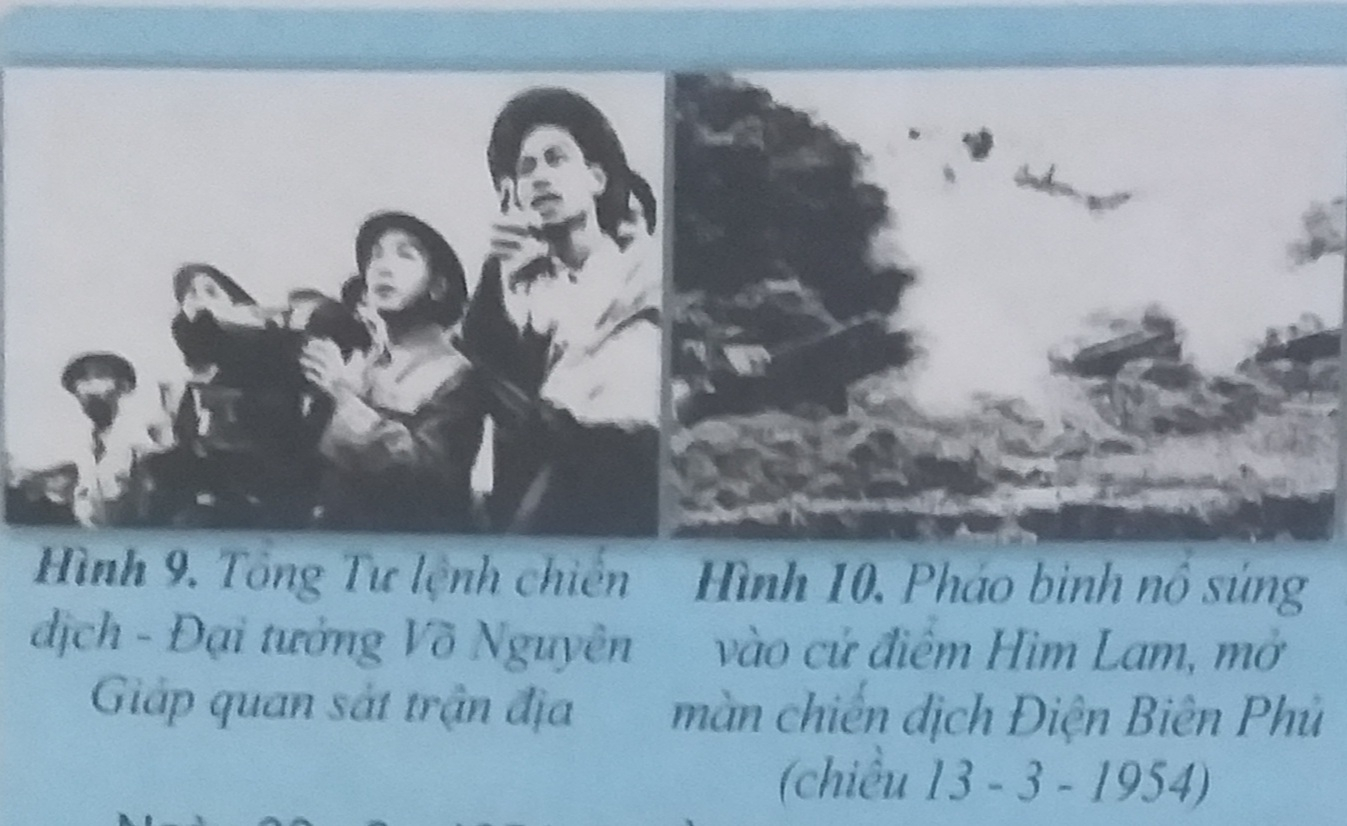 Hình 9. Tổng Tư lệnh chiến
dịch - Đại tướng Võ Nguyên
Giáp quan sát trận địa
Hình 10. Pháo binh nổ súng
vào cứ điểm Him Lam, mở
màn chiến dịch Điện Biên Phủ
(chiều 13 - 3 - 1954)